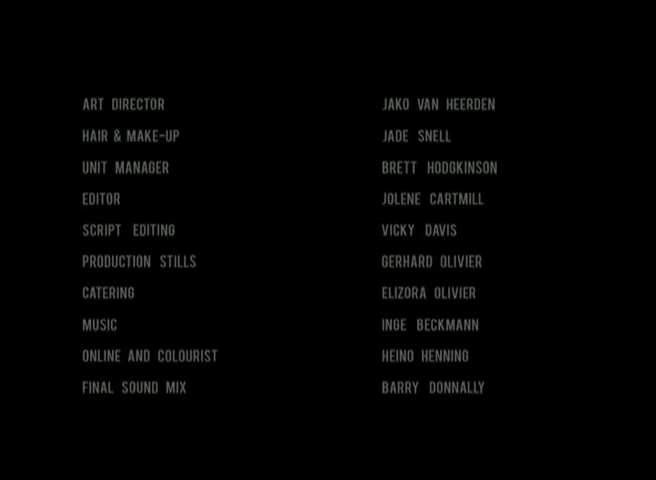 ART DIRECTOR JAKO VAN HEERDEN
HAIR & MAKE-UP JADE SNELL
UNIT MANAGER BRETT HODGKINSON
EDITOR JOLENE CARTMILL
SCRIPT EDITING VICKY DAVIS
PRODUCTION STILLS GERHARD OLIVIER
CATERING ELIZORA OLIVIER
MUSIC INGE BECKMANN
ONLINE AND COLOURIST HEINO HENNING
FINAL SOUND MIX BARRY DONNALLY